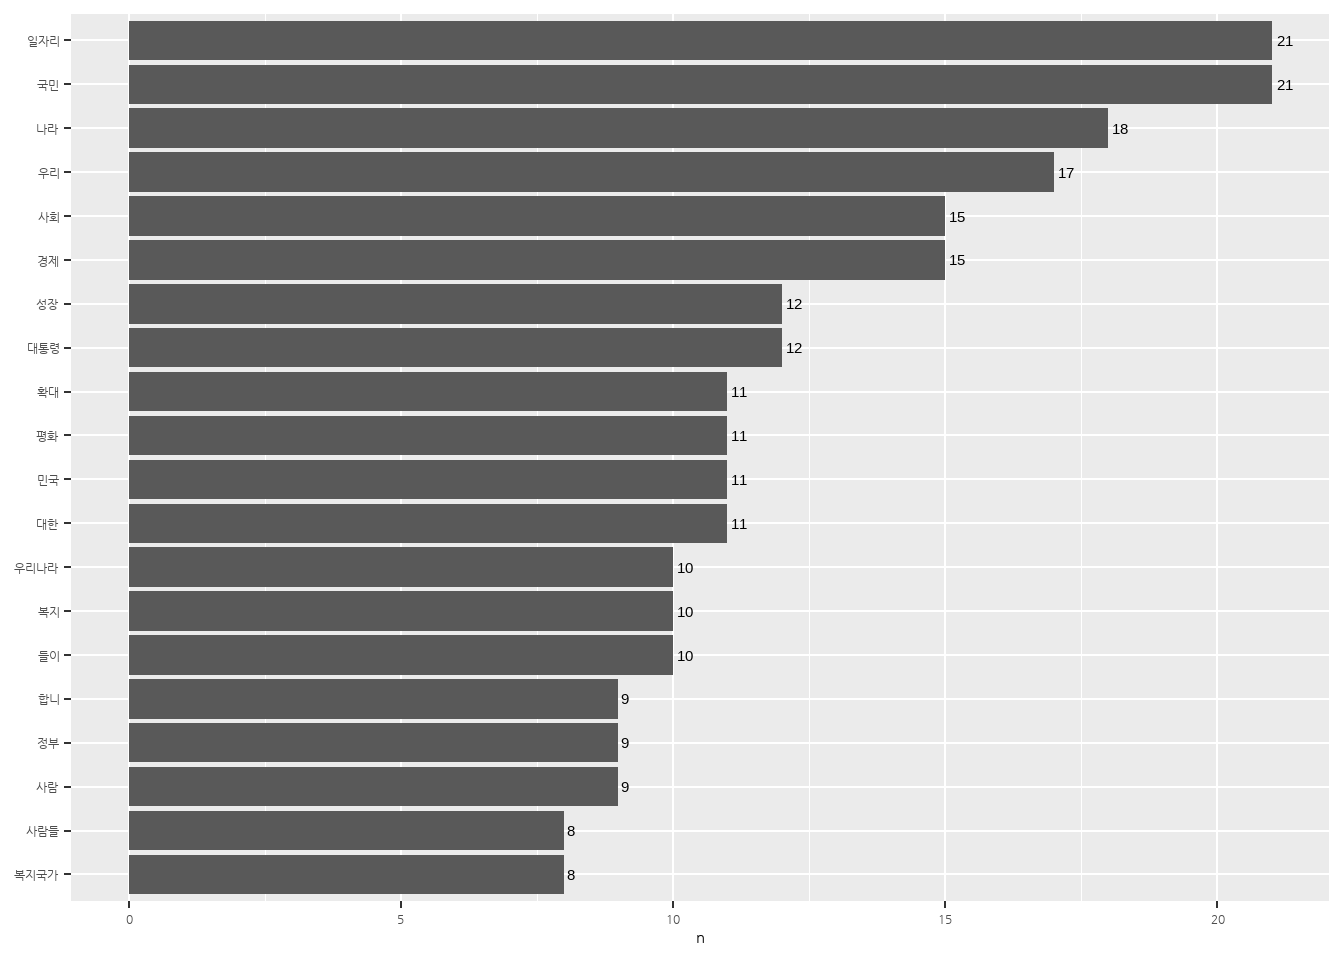 일자리 21
국민 21
나라 18
우리 17
사회 15
경제 15
성장 12
대통령 12
확대 11
평화 11
민국 11
대한 11
우리나라 10
복지 10
들이 10
합니 9
정부 9
사람 9
사람들 8
복지국가 8
0 5 10 15 20
n